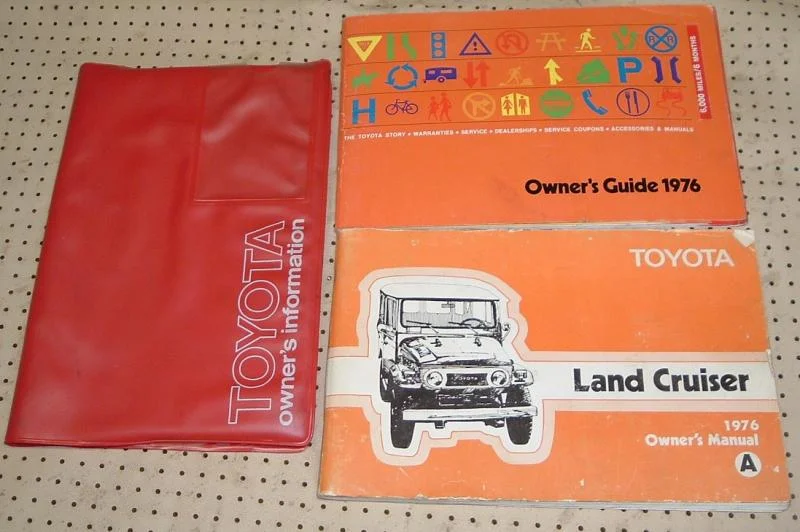 TOYOTA
owner's information
R R
P
H
6,000 MILES/6 MONTHS
THE TOYOTA STORY • WARRANTIES • SERVICE • DEALERSHIPS • SERVICE COUPONS • ACCESSORIES & MANUALS
Owner's Guide 1976
TOYOTA
TOYOTA
Land Cruiser
1976
Owner's Manual
A